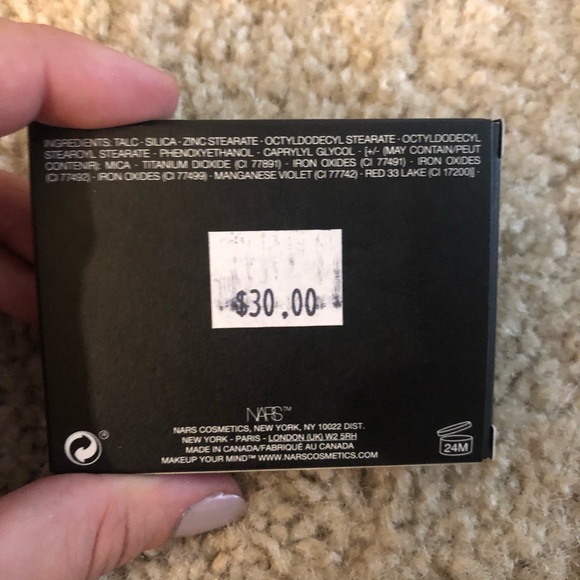 INGREDIENTS: TALC · SILICA · ZINC STEARATE · OCTYLDODECYL STEARATE · OCTYLDODECYL
STEAROYL STEARATE · PHENOXYETHANOL · CAPRYLYL GLYCOL · [+/- (MAY CONTAIN/PEUT
CONTENIR): MICA · TITANIUM DIOXIDE (CI 77891) · IRON OXIDES (CI 77491) · IRON OXIDES
(CI 77492) · IRON OXIDES (CI 77499) · MANGANESE VIOLET (CI 77742) · RED 33 LAKE (CI 17200)] ·
$30.00
NARS™
NARS COSMETICS, NEW YORK, NY 10022 DIST.
NEW YORK - PARIS - LONDON (UK) W2 5RH
MADE IN CANADA/FABRIQUÉ AU CANADA
MAKEUP YOUR MIND™ WWW.NARSCOSMETICS.COM
®
24M